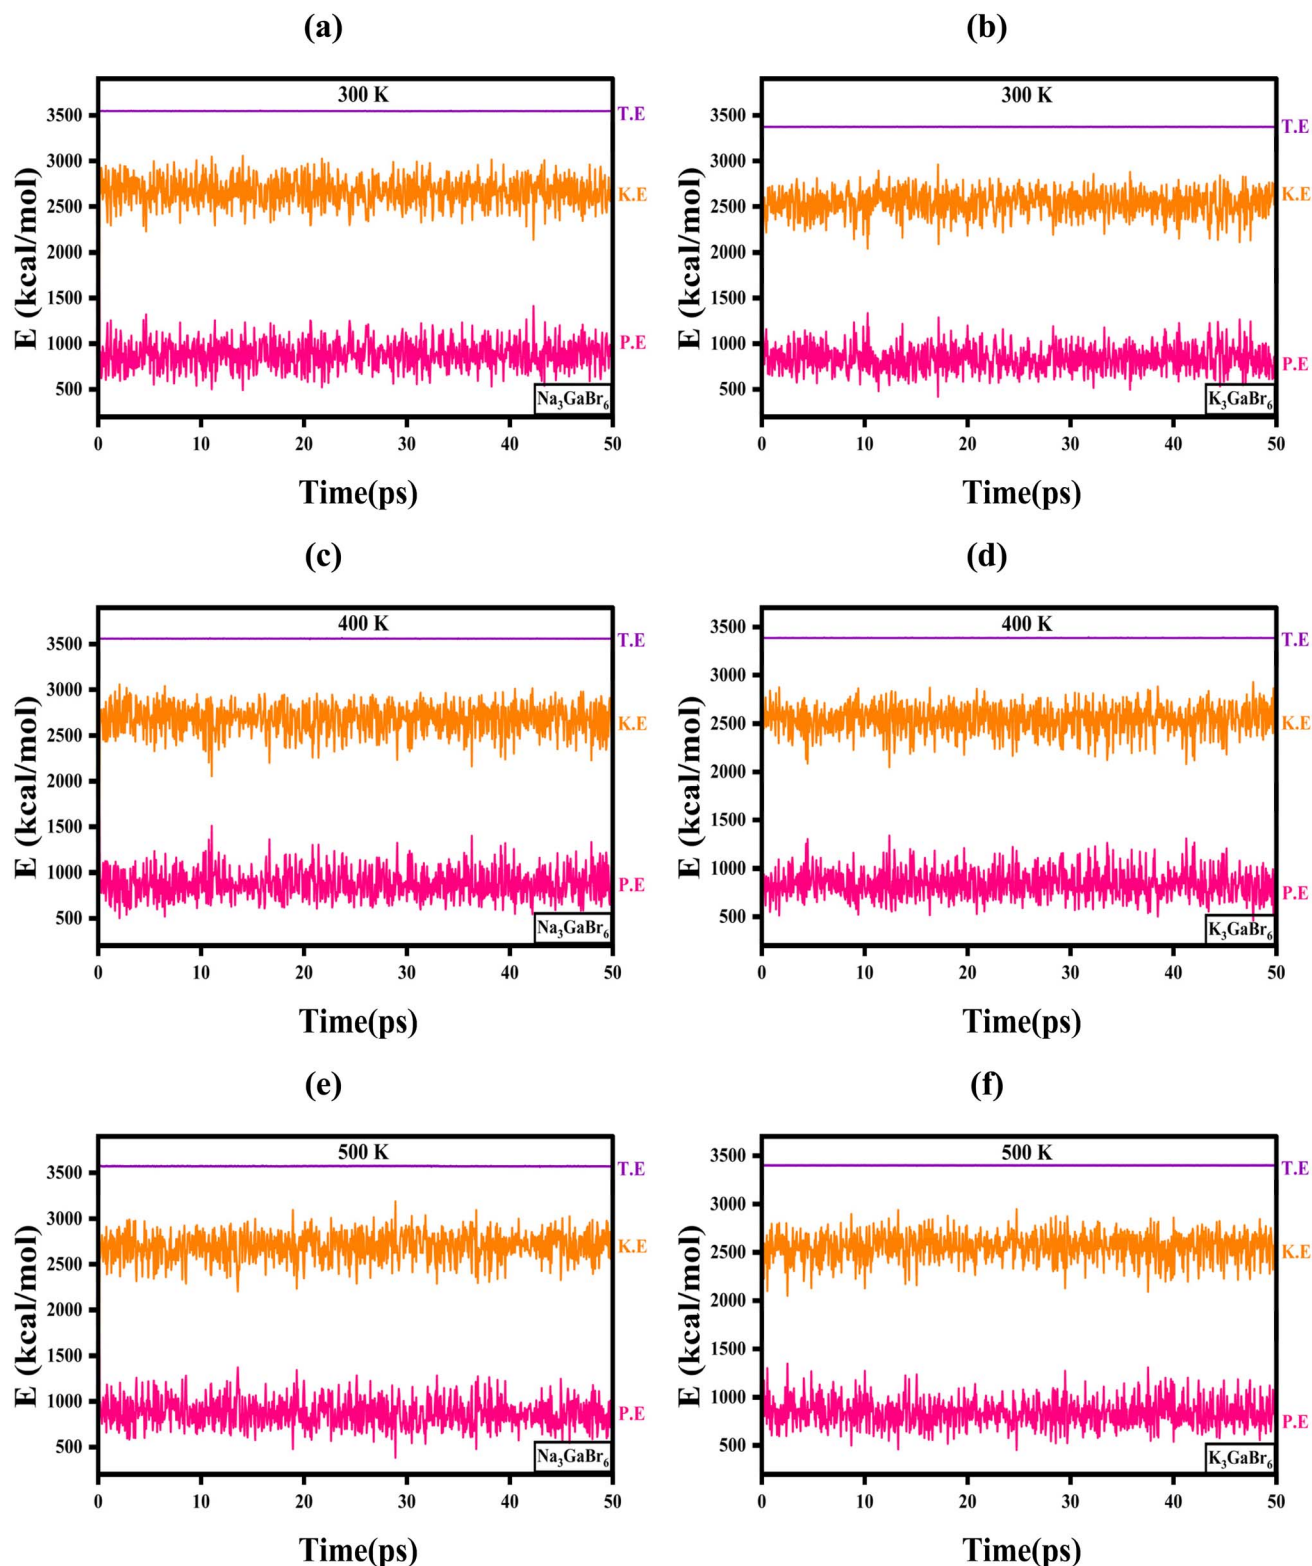 (a)
300 K
E (kcal/mol)
3500
3000
2500
2000
1500
1000
500
T.E
K.E
P.E
Na₃GaBr₆
0 10 20 30 40 50
Time(ps)
(b)
300 K
E (kcal/mol)
3500
3000
2500
2000
1500
1000
500
T.E
K.E
P.E
K₃GaBr₆
0 10 20 30 40 50
Time(ps)
(c)
400 K
E (kcal/mol)
3500
3000
2500
2000
1500
1000
500
T.E
K.E
P.E
Na₃GaBr₆
0 10 20 30 40 50
Time(ps)
(d)
400 K
E (kcal/mol)
3500
3000
2500
2000
1500
1000
500
T.E
K.E
P.E
K₃GaBr₆
0 10 20 30 40 50
Time(ps)
(e)
500 K
E (kcal/mol)
3500
3000
2500
2000
1500
1000
500
T.E
K.E
P.E
Na₃GaBr₆
0 10 20 30 40 50
Time(ps)
(f)
500 K
E (kcal/mol)
3500
3000
2500
2000
1500
1000
500
T.E
K.E
P.E
K₃GaBr₆
0 10 20 30 40 50
Time(ps)